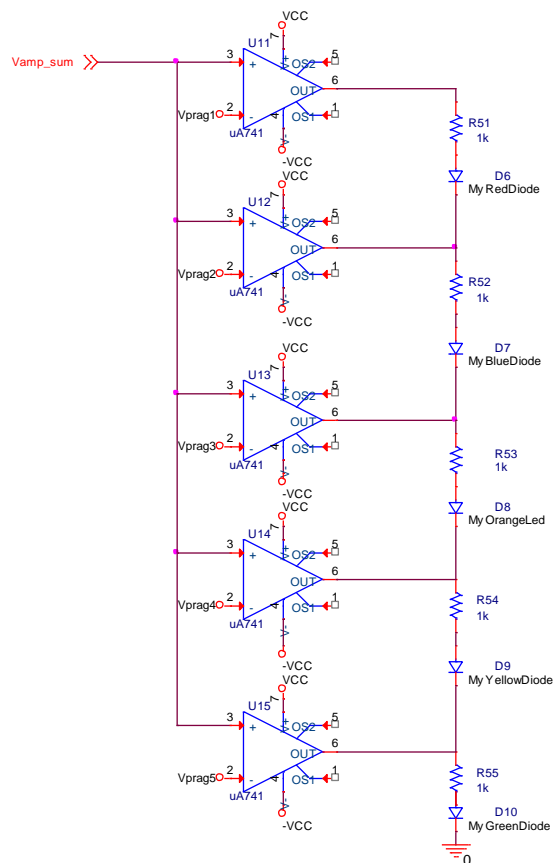 VCC
U11
Vamp_sum
3
+
7
V+
OS2
5
OUT
6
Vprag1
2
-
4
V-
OS1
1
uA741
-VCC
R51
1k
D6
MyRedDiode
VCC
U12
3
+
7
V+
OS2
5
OUT
6
Vprag2
2
-
4
V-
OS1
1
uA741
-VCC
R52
1k
D7
MyBlueDiode
VCC
U13
3
+
7
V+
OS2
5
OUT
6
Vprag3
2
-
4
V-
OS1
1
uA741
-VCC
R53
1k
D8
MyOrangeLed
VCC
U14
3
+
7
V+
OS2
5
OUT
6
Vprag4
2
-
4
V-
OS1
1
uA741
-VCC
R54
1k
D9
MyYellowDiode
VCC
U15
3
+
7
V+
OS2
5
OUT
6
Vprag5
2
-
4
V-
OS1
1
uA741
-VCC
R55
1k
D10
MyGreenDiode
0